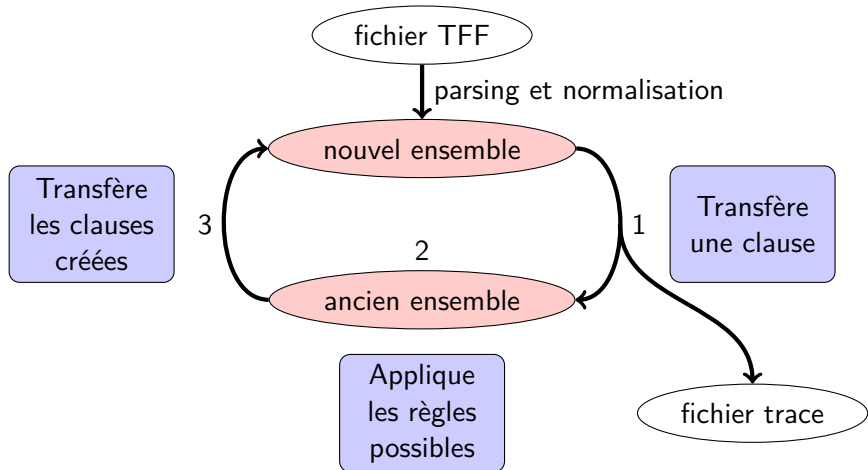 fichier TFF
parsing et normalisation
nouvel ensemble
Transfère
les clauses
créées
3
1
Transfère
une clause
2
ancien ensemble
Applique
les règles
possibles
fichier trace